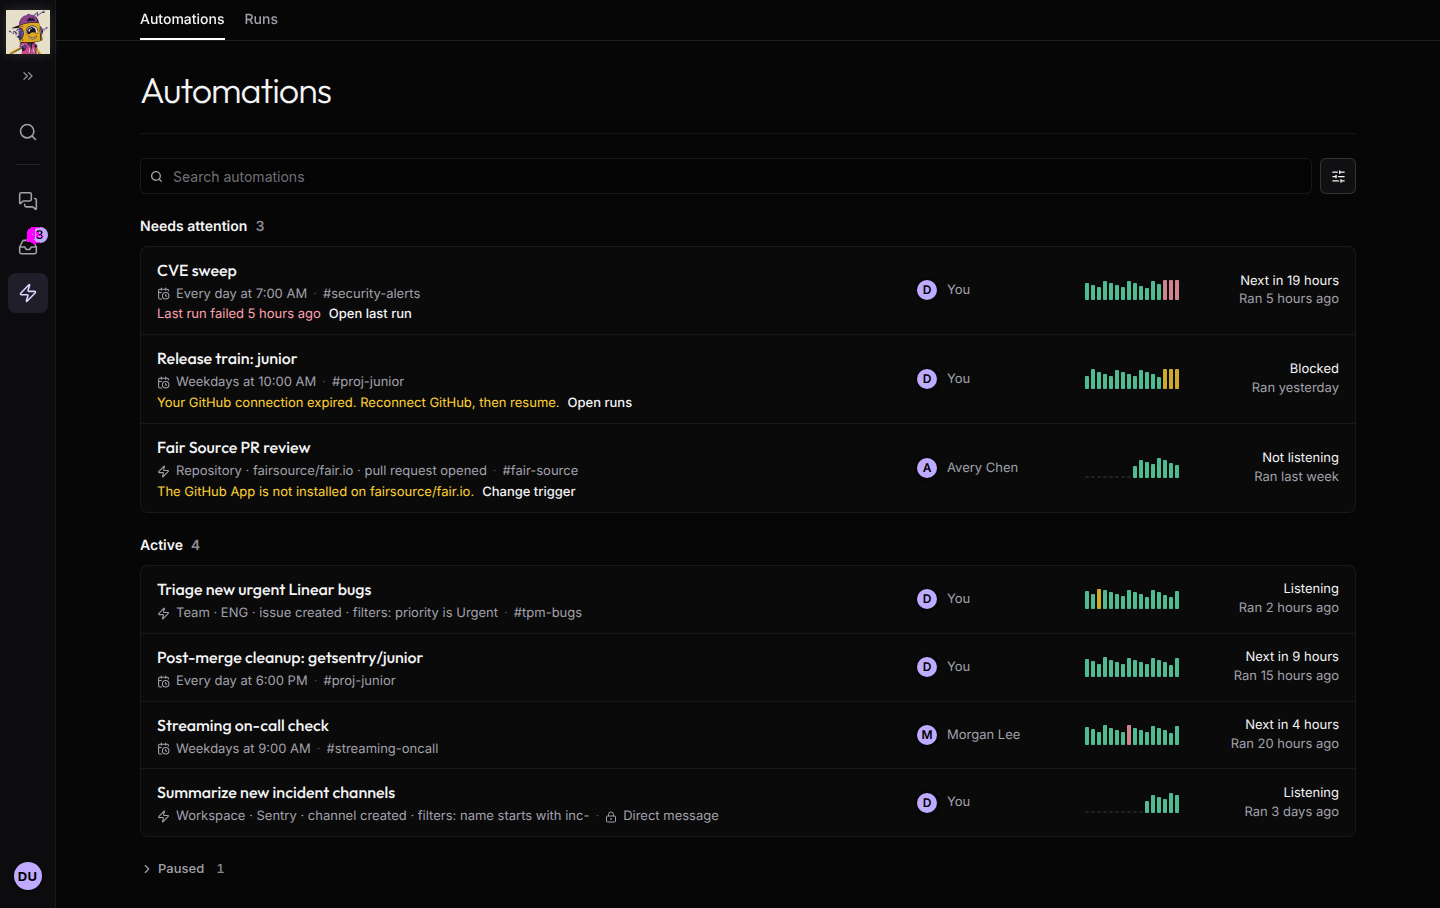 Automations Runs
Automations
Search automations
Needs attention 3
CVE sweep
Every day at 7:00 AM · #security-alerts
Last run failed 5 hours ago Open last run
D You
Next in 19 hours
Ran 5 hours ago
Release train: junior
Weekdays at 10:00 AM · #proj-junior
Your GitHub connection expired. Reconnect GitHub, then resume. Open runs
D You
Blocked
Ran yesterday
Fair Source PR review
Repository · fairsource/fair.io · pull request opened · #fair-source
The GitHub App is not installed on fairsource/fair.io. Change trigger
A Avery Chen
Not listening
Ran last week
Active 4
Triage new urgent Linear bugs
Team · ENG · issue created · filters: priority is Urgent · #tpm-bugs
D You
Listening
Ran 2 hours ago
Post-merge cleanup: getsentry/junior
Every day at 6:00 PM · #proj-junior
D You
Next in 9 hours
Ran 15 hours ago
Streaming on-call check
Weekdays at 9:00 AM · #streaming-oncall
M Morgan Lee
Next in 4 hours
Ran 20 hours ago
Summarize new incident channels
Workspace · Sentry · channel created · filters: name starts with inc- · Direct message
D You
Listening
Ran 3 days ago
Paused 1
DU